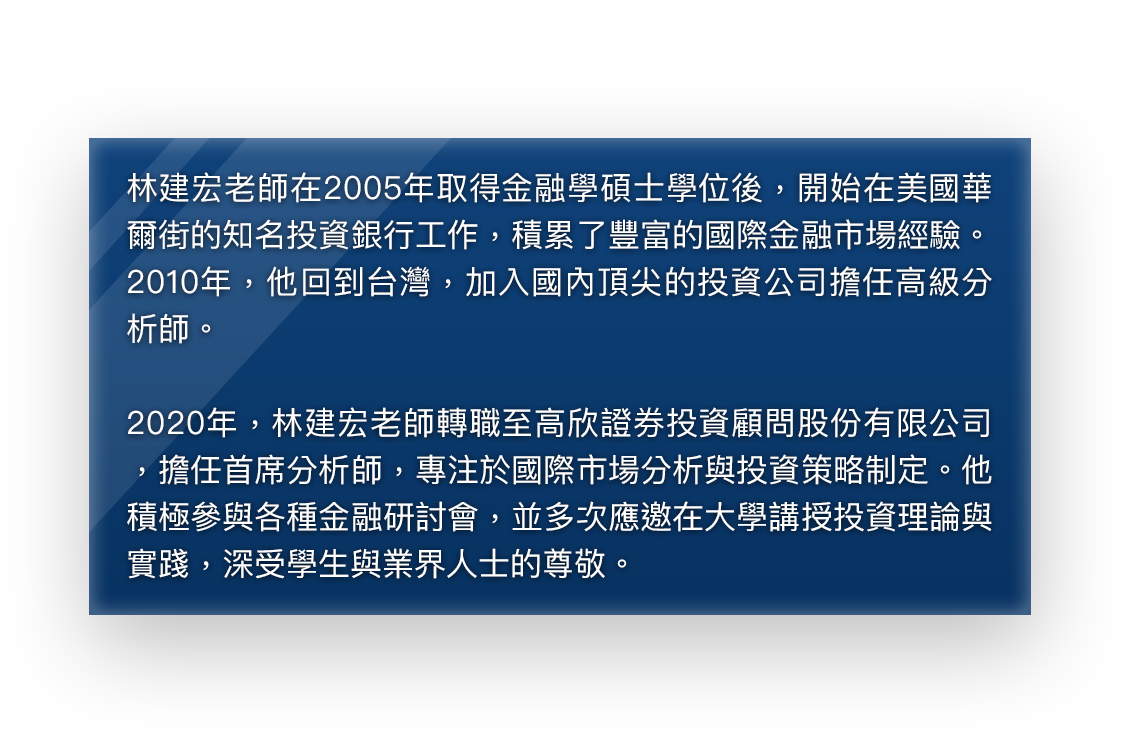 林建宏老師在2005年取得金融學碩士學位後，開始在美國華
爾街的知名投資銀行工作，積累了豐富的國際金融市場經驗。
2010年，他回到台灣，加入國內頂尖的投資公司擔任高級分
析師。
2020年，林建宏老師轉職至高欣證券投資顧問股份有限公司
，擔任首席分析師，專注於國際市場分析與投資策略制定。他
積極參與各種金融研討會，並多次應邀在大學講授投資理論與
實踐，深受學生與業界人士的尊敬。